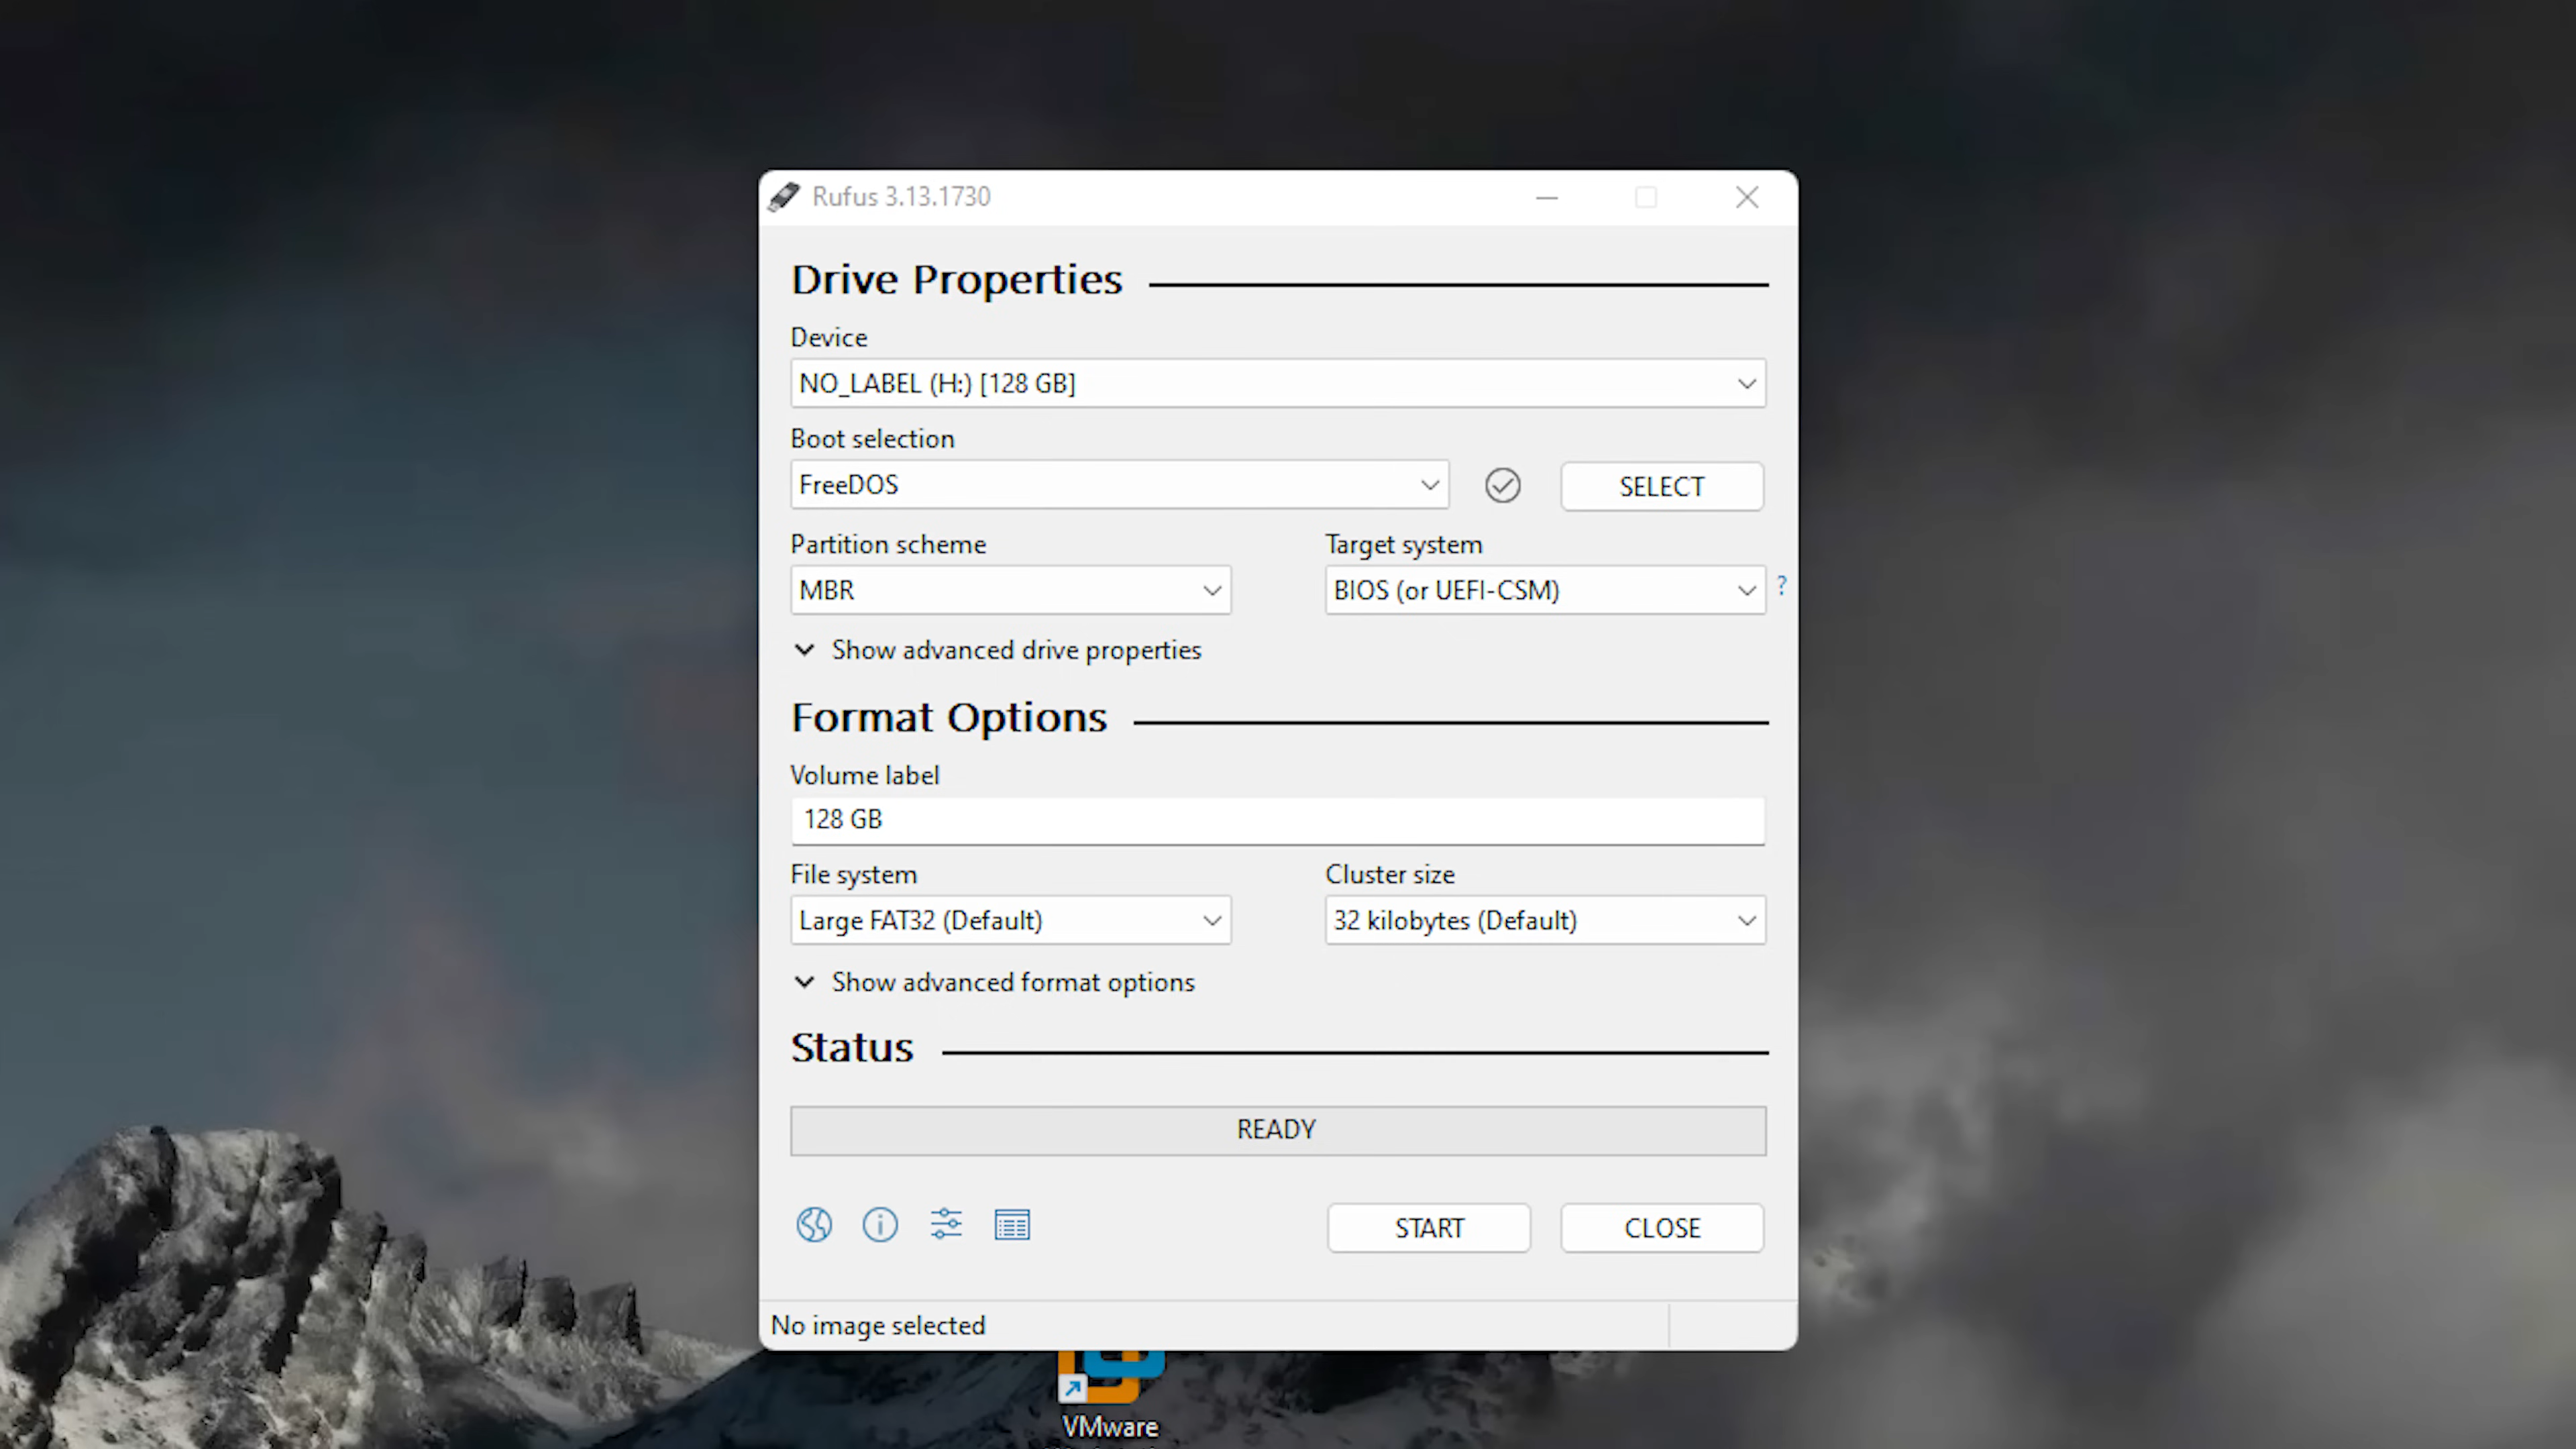 Rufus 3.13.1730
Drive Properties
Device
NO_LABEL (H:) [128 GB]
Boot selection
FreeDOS
SELECT
Partition scheme
Target system
MBR
BIOS (or UEFI-CSM)
?
Show advanced drive properties
Format Options
Volume label
128 GB
File system
Cluster size
Large FAT32 (Default)
32 kilobytes (Default)
Show advanced format options
Status
READY
START
CLOSE
No image selected
VMware